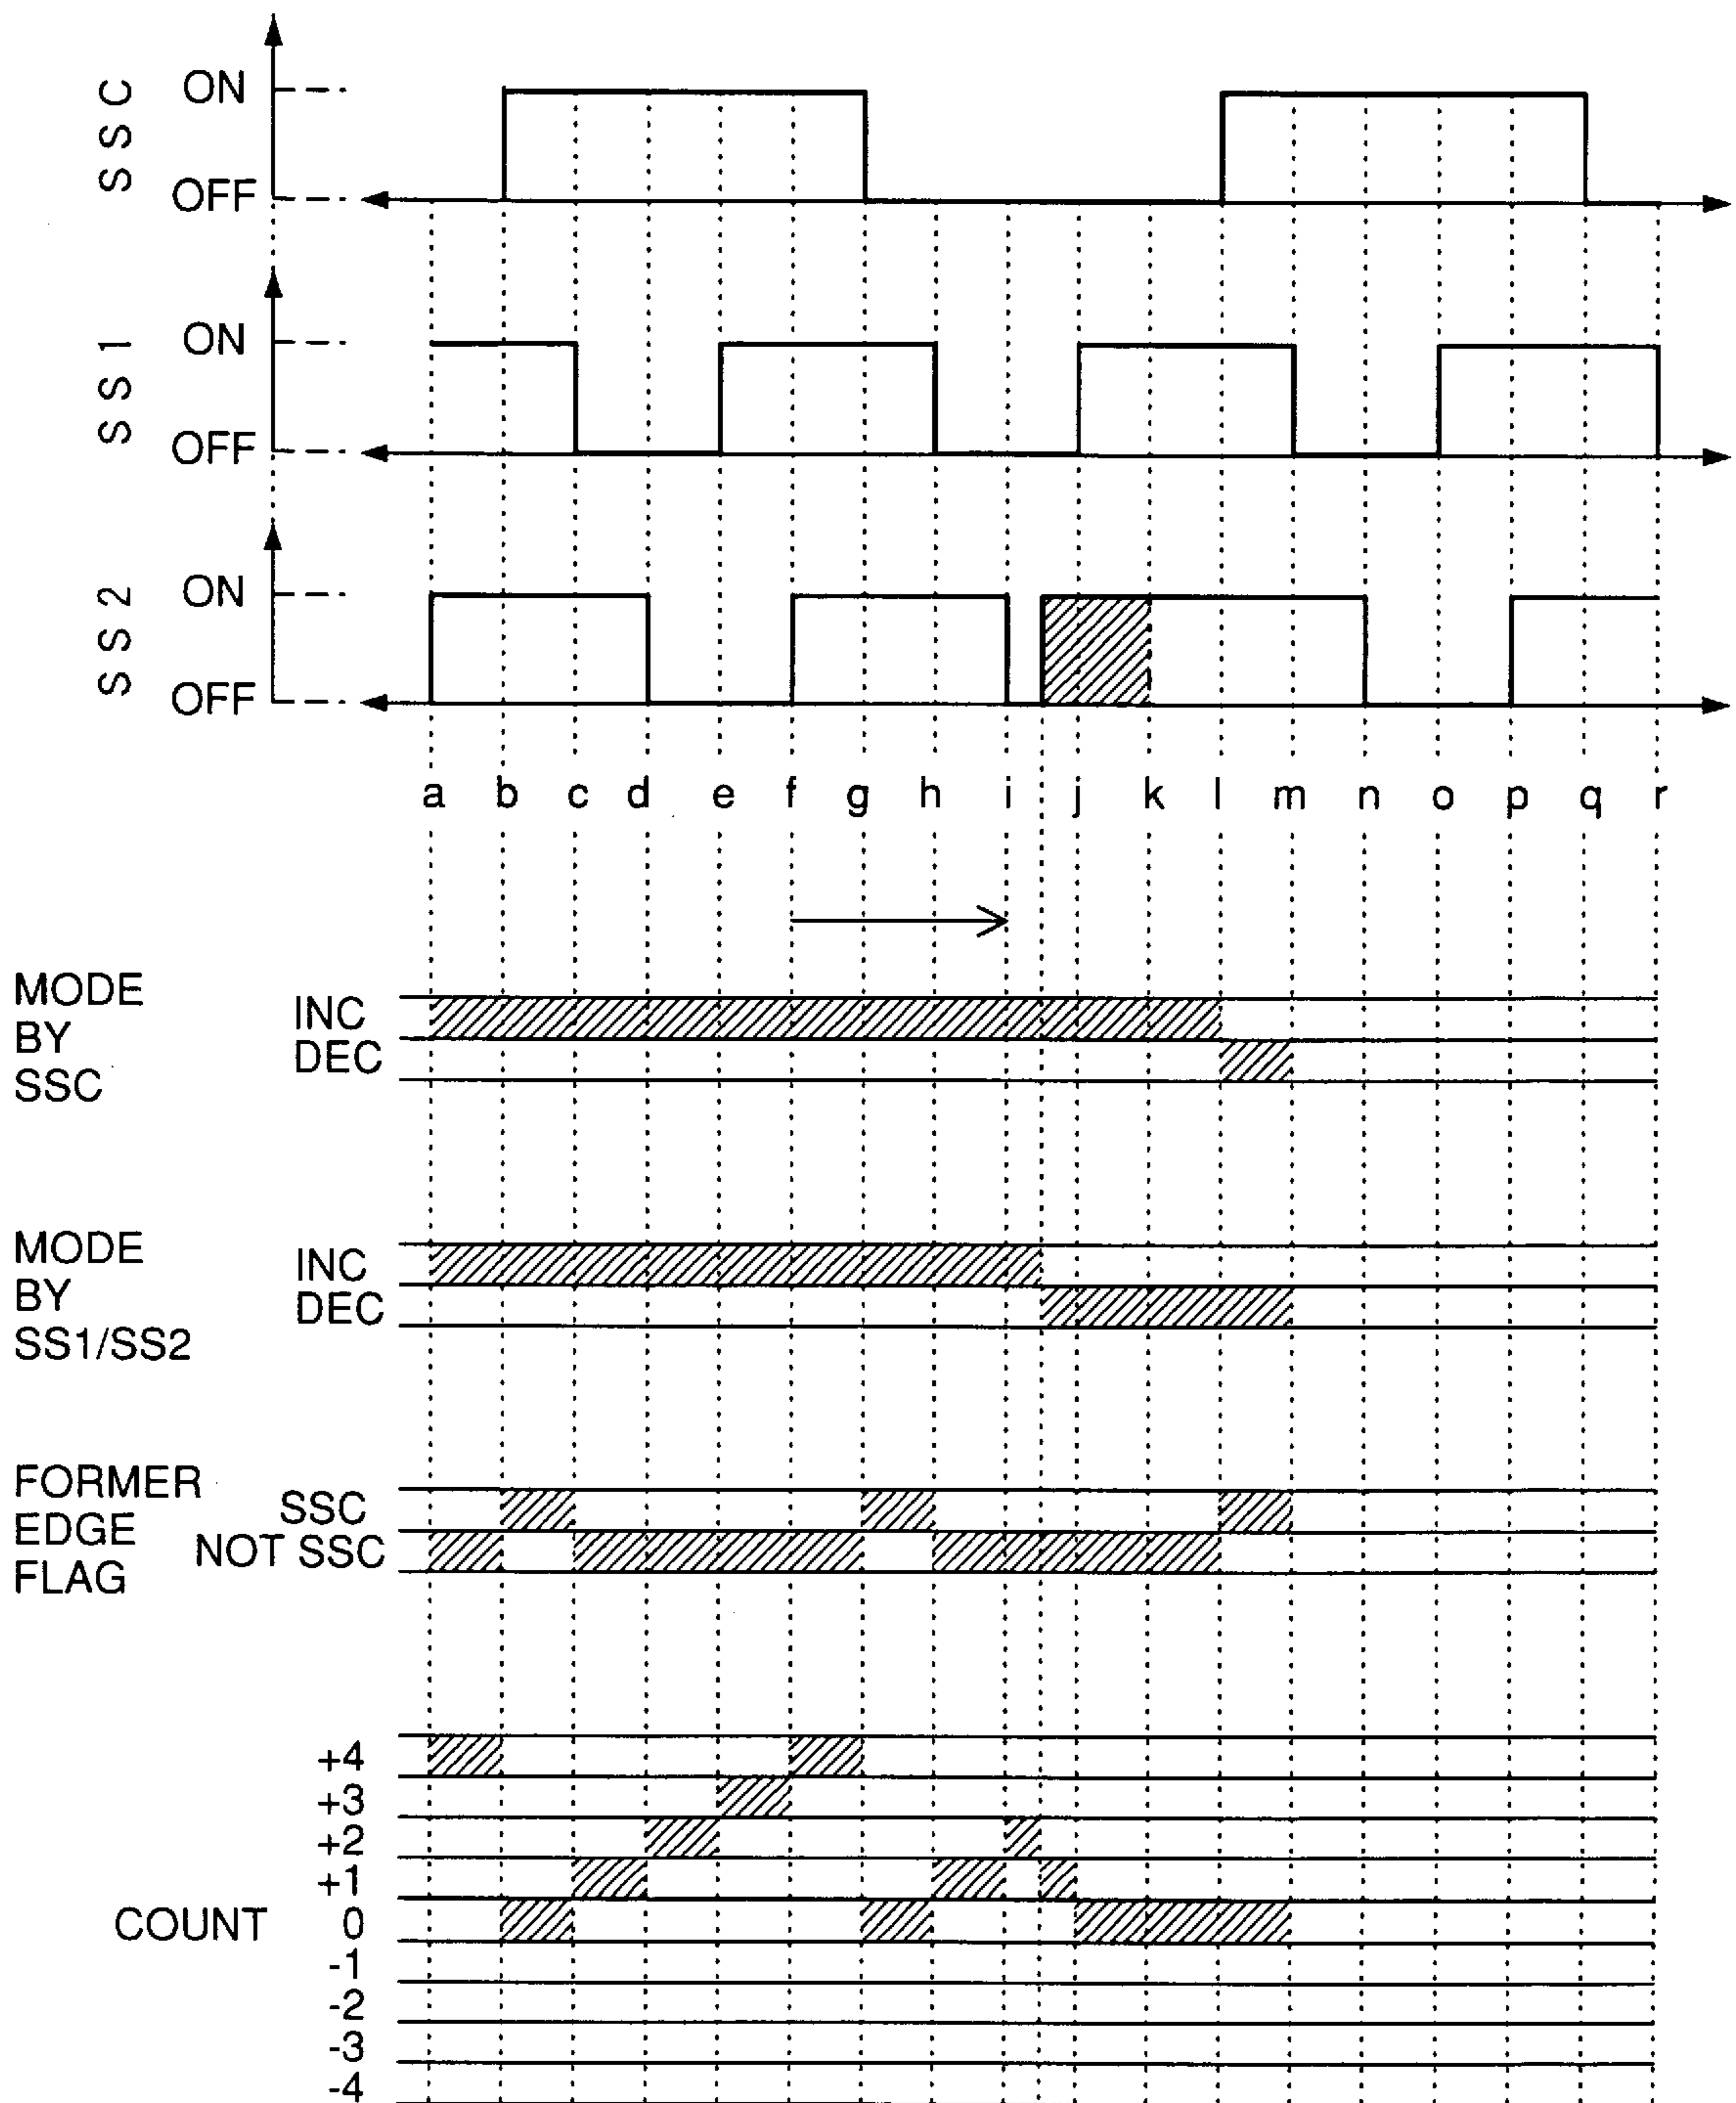 SSC
ON
OFF
SS1
ON
OFF
SS2
ON
OFF
a b c d e f g h i j k l m n o p q r
MODE
BY
SSC
INC
DEC
MODE
BY
SS1/SS2
INC
DEC
FORMER
EDGE
FLAG
SSC
NOT SSC
COUNT
+4
+3
+2
+1
0
-1
-2
-3
-4